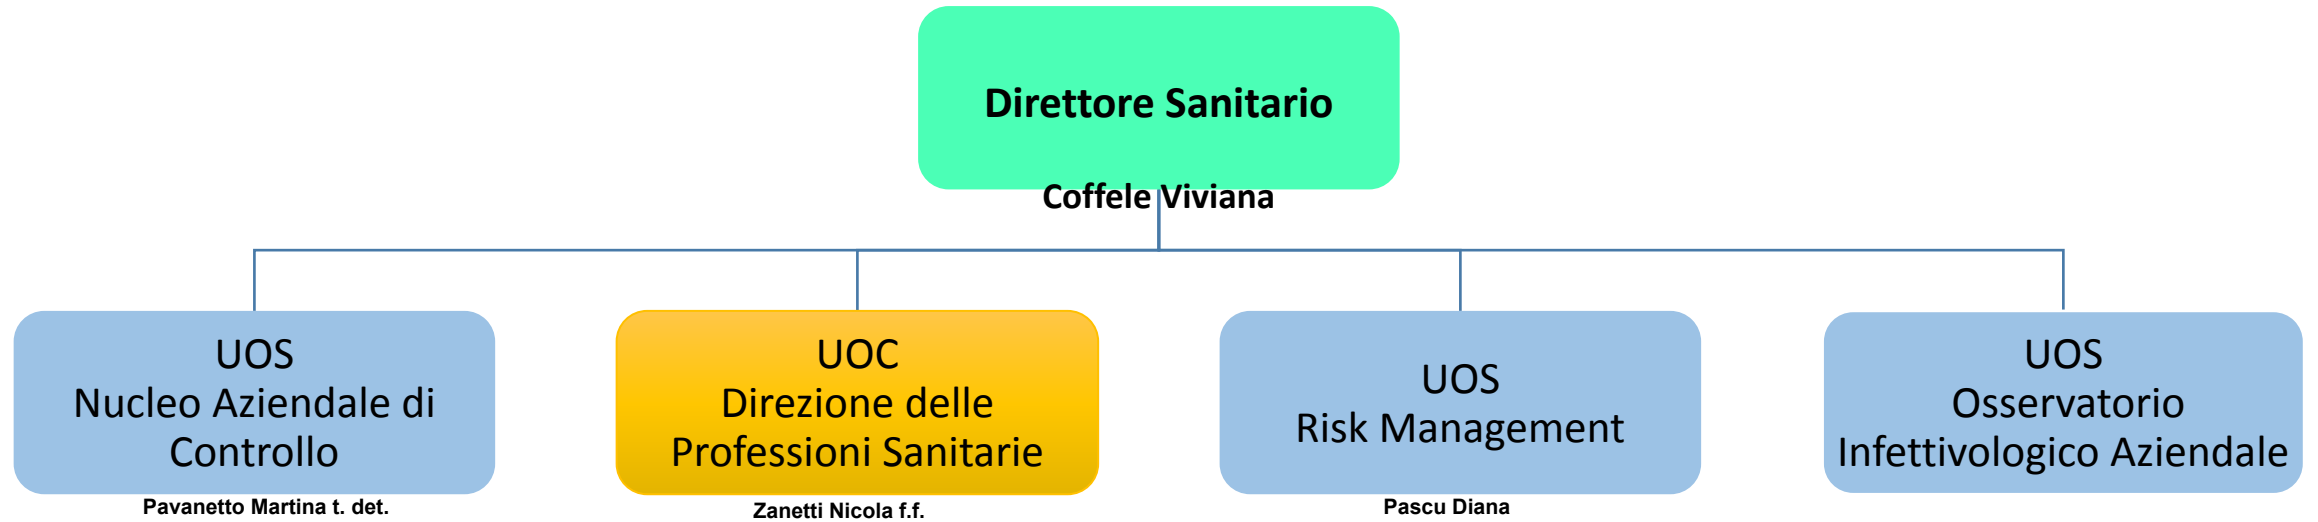 Direttore Sanitario
Coffele Viviana
UOS
Nucleo Aziendale di
Controllo
Pavanetto Martina t. det.
UOC
Direzione delle
Professioni Sanitarie
Zanetti Nicola f.f.
UOS
Risk Management
Pascu Diana
UOS
Osservatorio
Infettivologico Aziendale